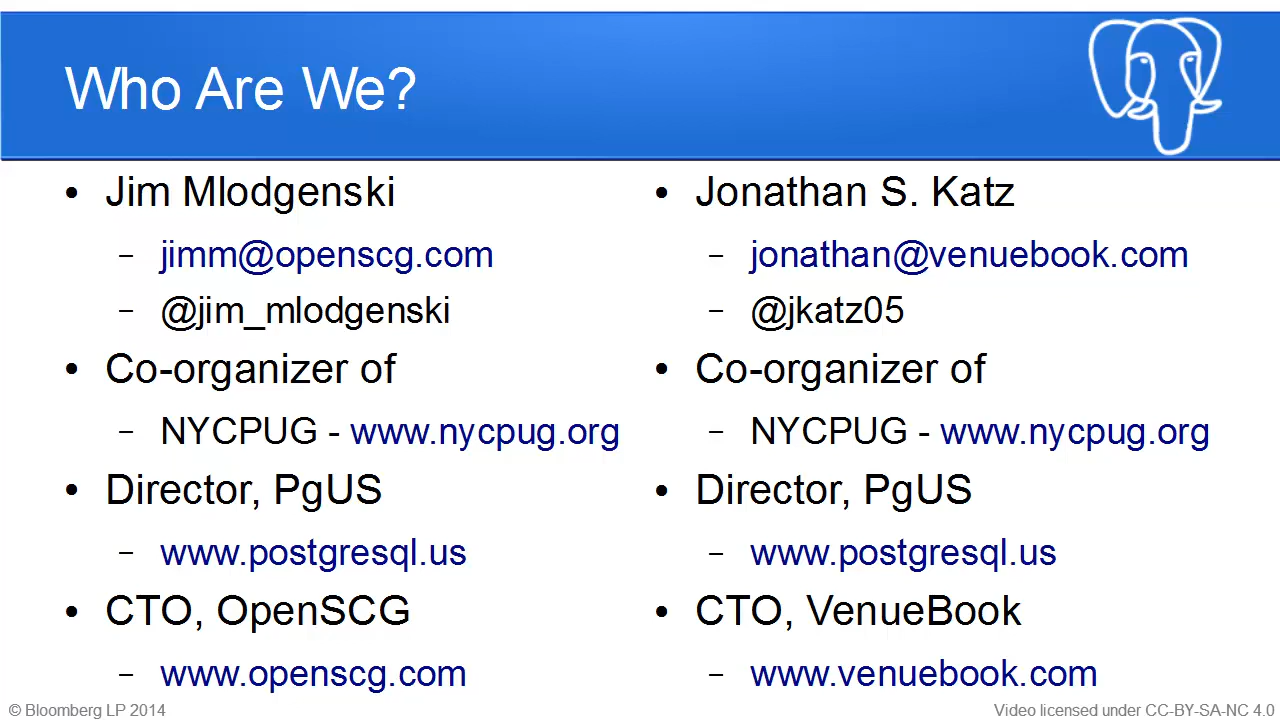 Who Are We?
• Jim Mlodgenski
– jimm@openscg.com
– @jim_mlodgenski
• Co-organizer of
– NYCPUG - www.nycpug.org
• Director, PgUS
– www.postgresql.us
• CTO, OpenSCG
– www.openscg.com
• Jonathan S. Katz
– jonathan@venuebook.com
– @jkatz05
• Co-organizer of
– NYCPUG - www.nycpug.org
• Director, PgUS
– www.postgresql.us
• CTO, VenueBook
– www.venuebook.com
© Bloomberg LP 2014
Video licensed under CC-BY-SA-NC 4.0